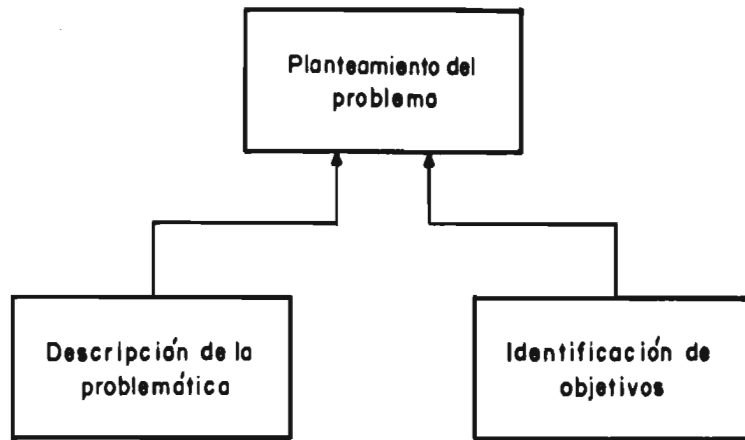 Planteamiento del
problema
Descripción de la
problemática
Identificación de
objetivos